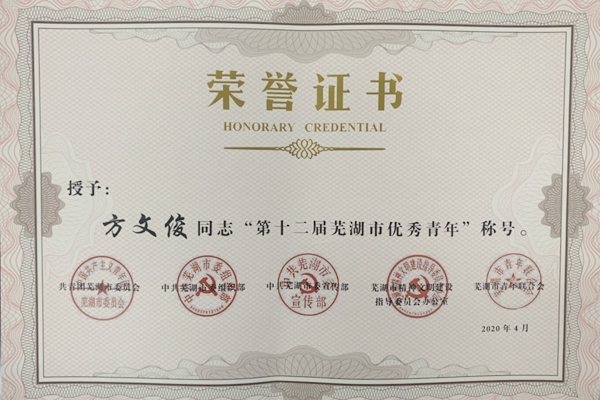 荣誉证书
HONORARY CREDENTIAL
授予：
方文俊同志“第十二届芜湖市优秀青年”称号。
共青团芜湖市委员会 中共芜湖市委组织部 中共芜湖市委宣传部 芜湖市精神文明建设指导委员会办公室 芜湖市青年联合会
2020年4月